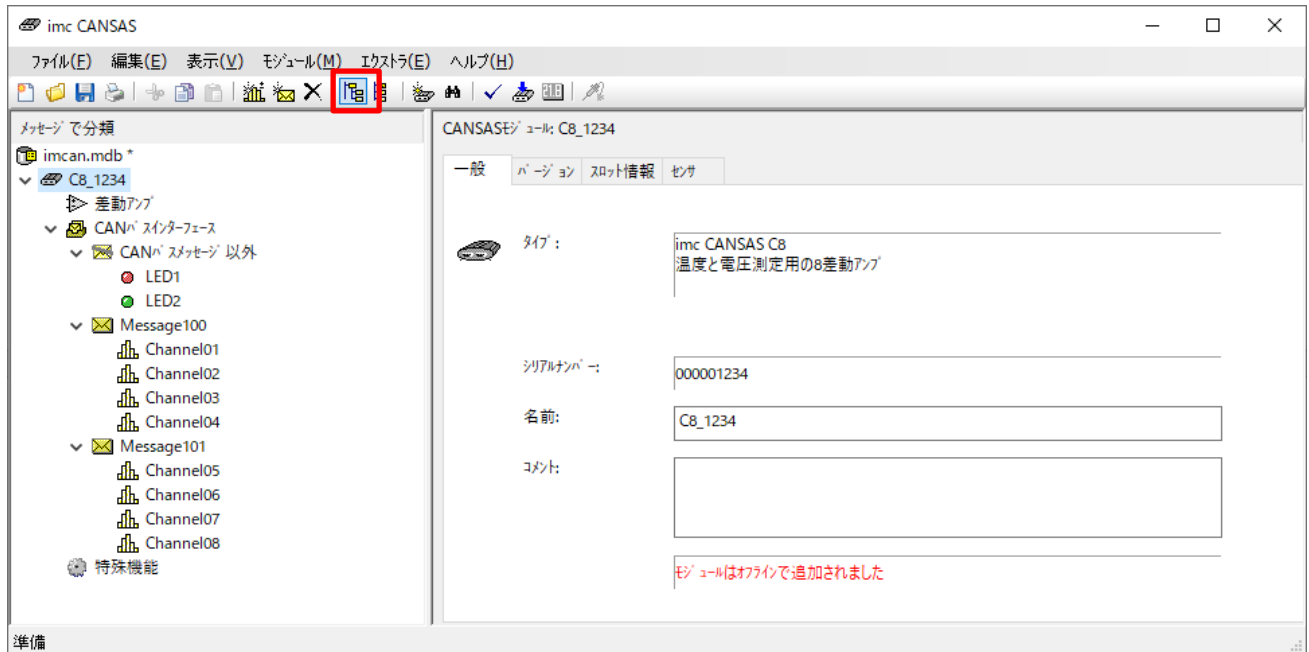 imc CANSAS
ﾌｧｲﾙ(F) 編集(E) 表示(V) ﾓｼﾞｭｰﾙ(M) ｴｸｽﾄﾗ(E) ﾍﾙﾌﾟ(H)
ﾒｯｾｰｼﾞで分類
CANSASﾓｼﾞｭｰﾙ: C8_1234
imcan.mdb *
C8_1234
差動ｱﾝﾌﾟ
CANﾊﾞｽｲﾝﾀｰﾌｪｰｽ
CANﾊﾞｽﾒｯｾｰｼﾞ以外
LED1
LED2
Message100
Channel01
Channel02
Channel03
Channel04
Message101
Channel05
Channel06
Channel07
Channel08
特殊機能
一般 ﾊﾞｰｼﾞｮﾝ ｽﾛｯﾄ情報 ｾﾝｻ
ﾀｲﾌﾟ:
imc CANSAS C8
温度と電圧測定用の8差動ｱﾝﾌﾟ
ｼﾘｱﾙﾅﾝﾊﾞｰ:
000001234
名前:
C8_1234
ｺﾒﾝﾄ:
ﾓｼﾞｭｰﾙはｵﾌﾗｲﾝで追加されました
準備